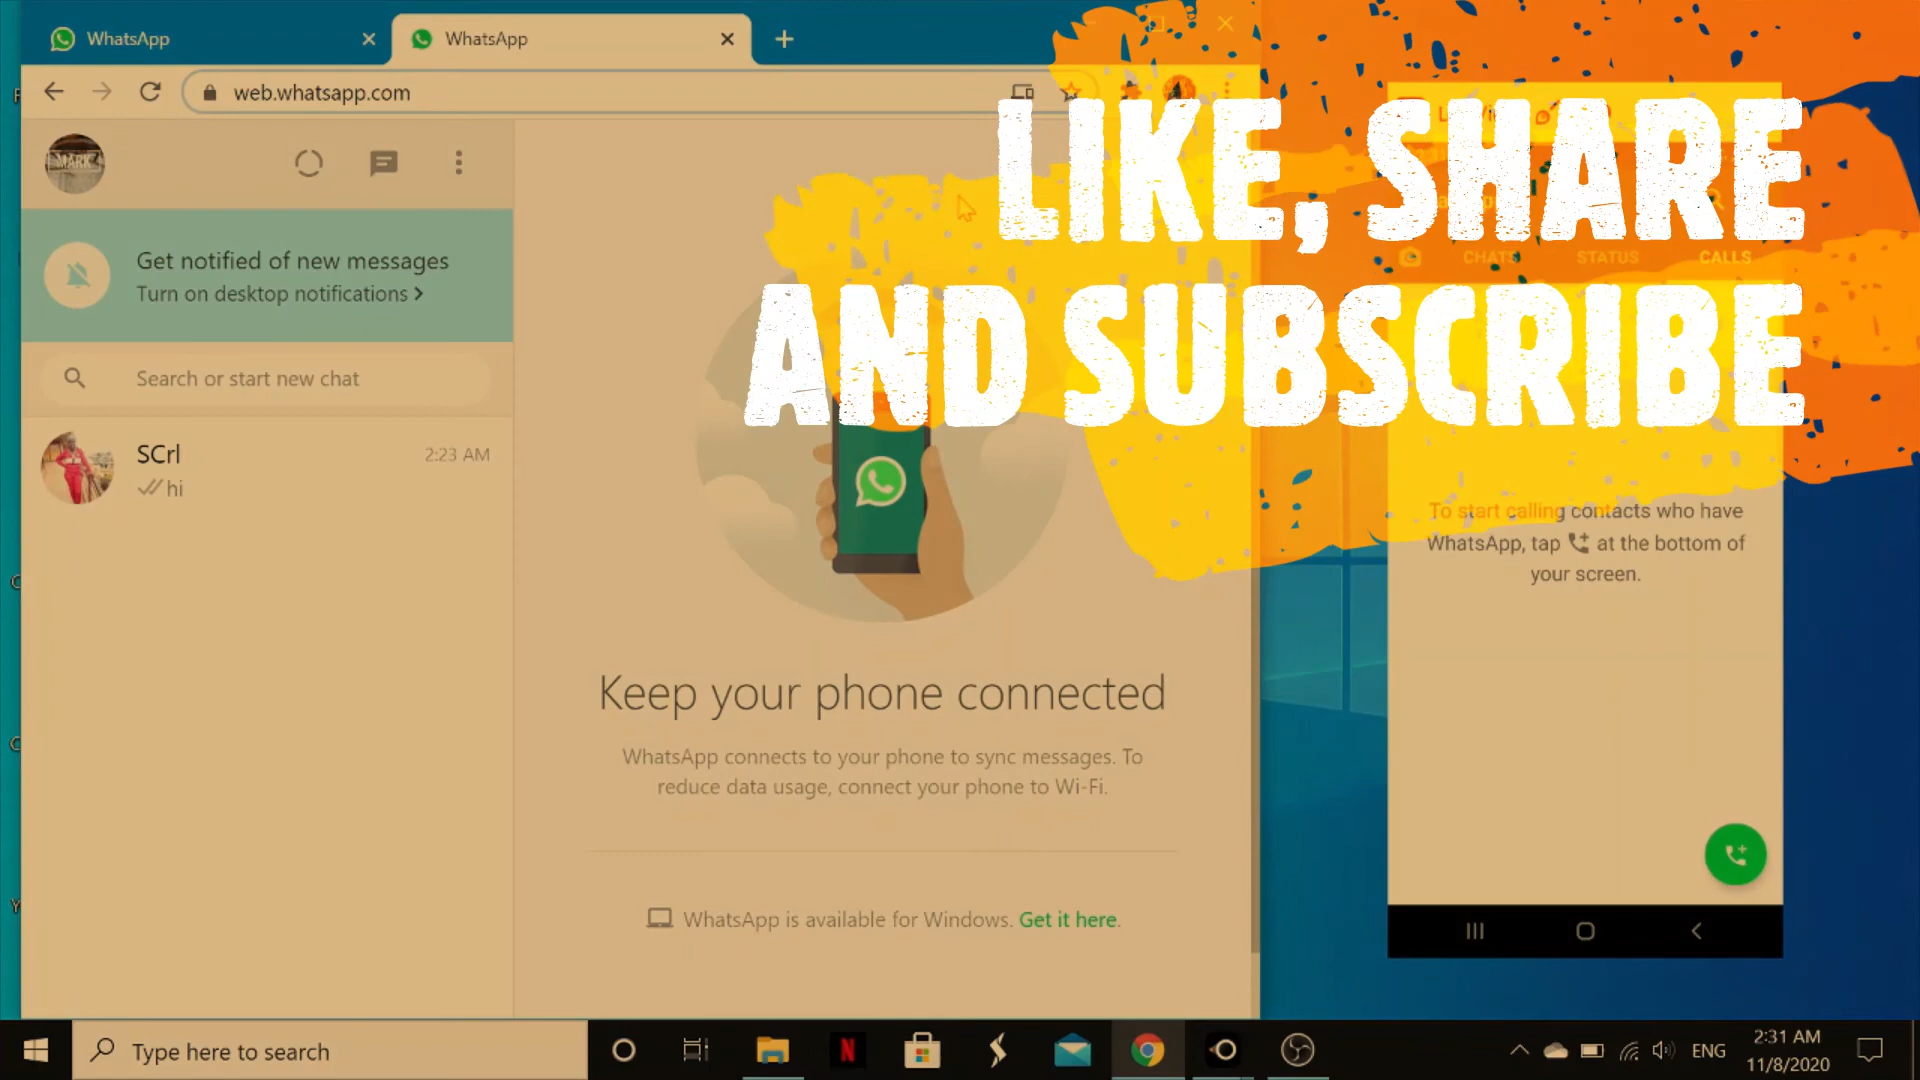 WhatsApp
WhatsApp
web.whatsapp.com
LIKE, SHARE
AND SUBSCRIBE
MARK
Get notified of new messages
Turn on desktop notifications
Search or start new chat
SCrl
2:23 AM
hi
CHATS
STATUS
CALLS
To start calling contacts who have
WhatsApp, tap at the bottom of
your screen.
Keep your phone connected
WhatsApp connects to your phone to sync messages. To
reduce data usage, connect your phone to Wi-Fi.
WhatsApp is available for Windows. Get it here.
Type here to search
N
ENG
2:31 AM
11/8/2020